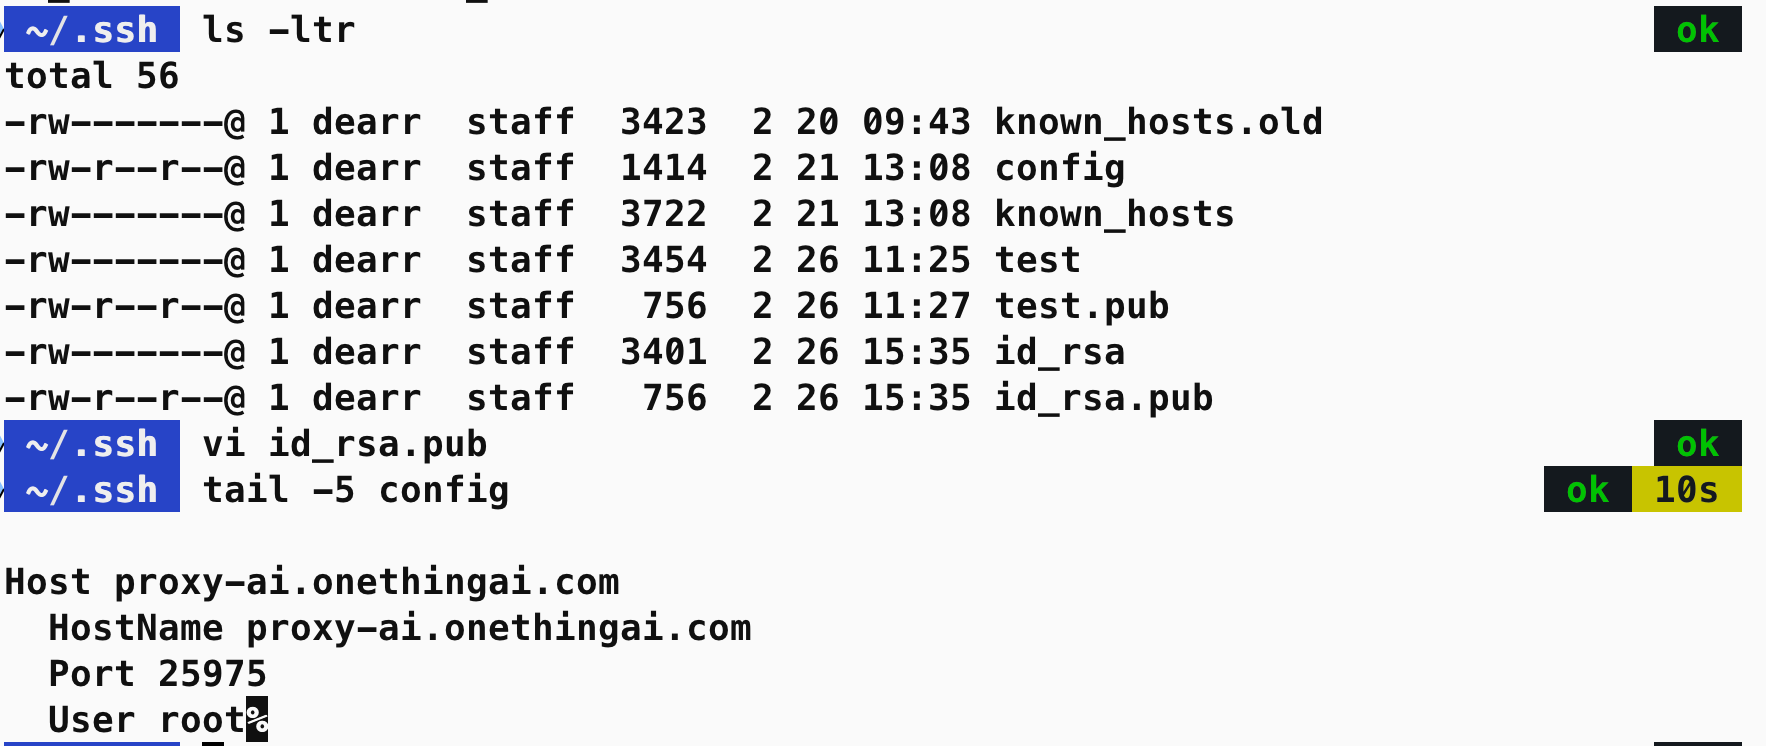 ~/.ssh ls -ltr ok
total 56
-rw-------@ 1 dearr  staff  3423  2 20 09:43 known_hosts.old
-rw-r--r--@ 1 dearr  staff  1414  2 21 13:08 config
-rw-------@ 1 dearr  staff  3722  2 21 13:08 known_hosts
-rw-------@ 1 dearr  staff  3454  2 26 11:25 test
-rw-r--r--@ 1 dearr  staff   756  2 26 11:27 test.pub
-rw-------@ 1 dearr  staff  3401  2 26 15:35 id_rsa
-rw-r--r--@ 1 dearr  staff   756  2 26 15:35 id_rsa.pub
~/.ssh vi id_rsa.pub ok
~/.ssh tail -5 config ok 10s
Host proxy-ai.onethingai.com
  HostName proxy-ai.onethingai.com
  Port 25975
  User root%